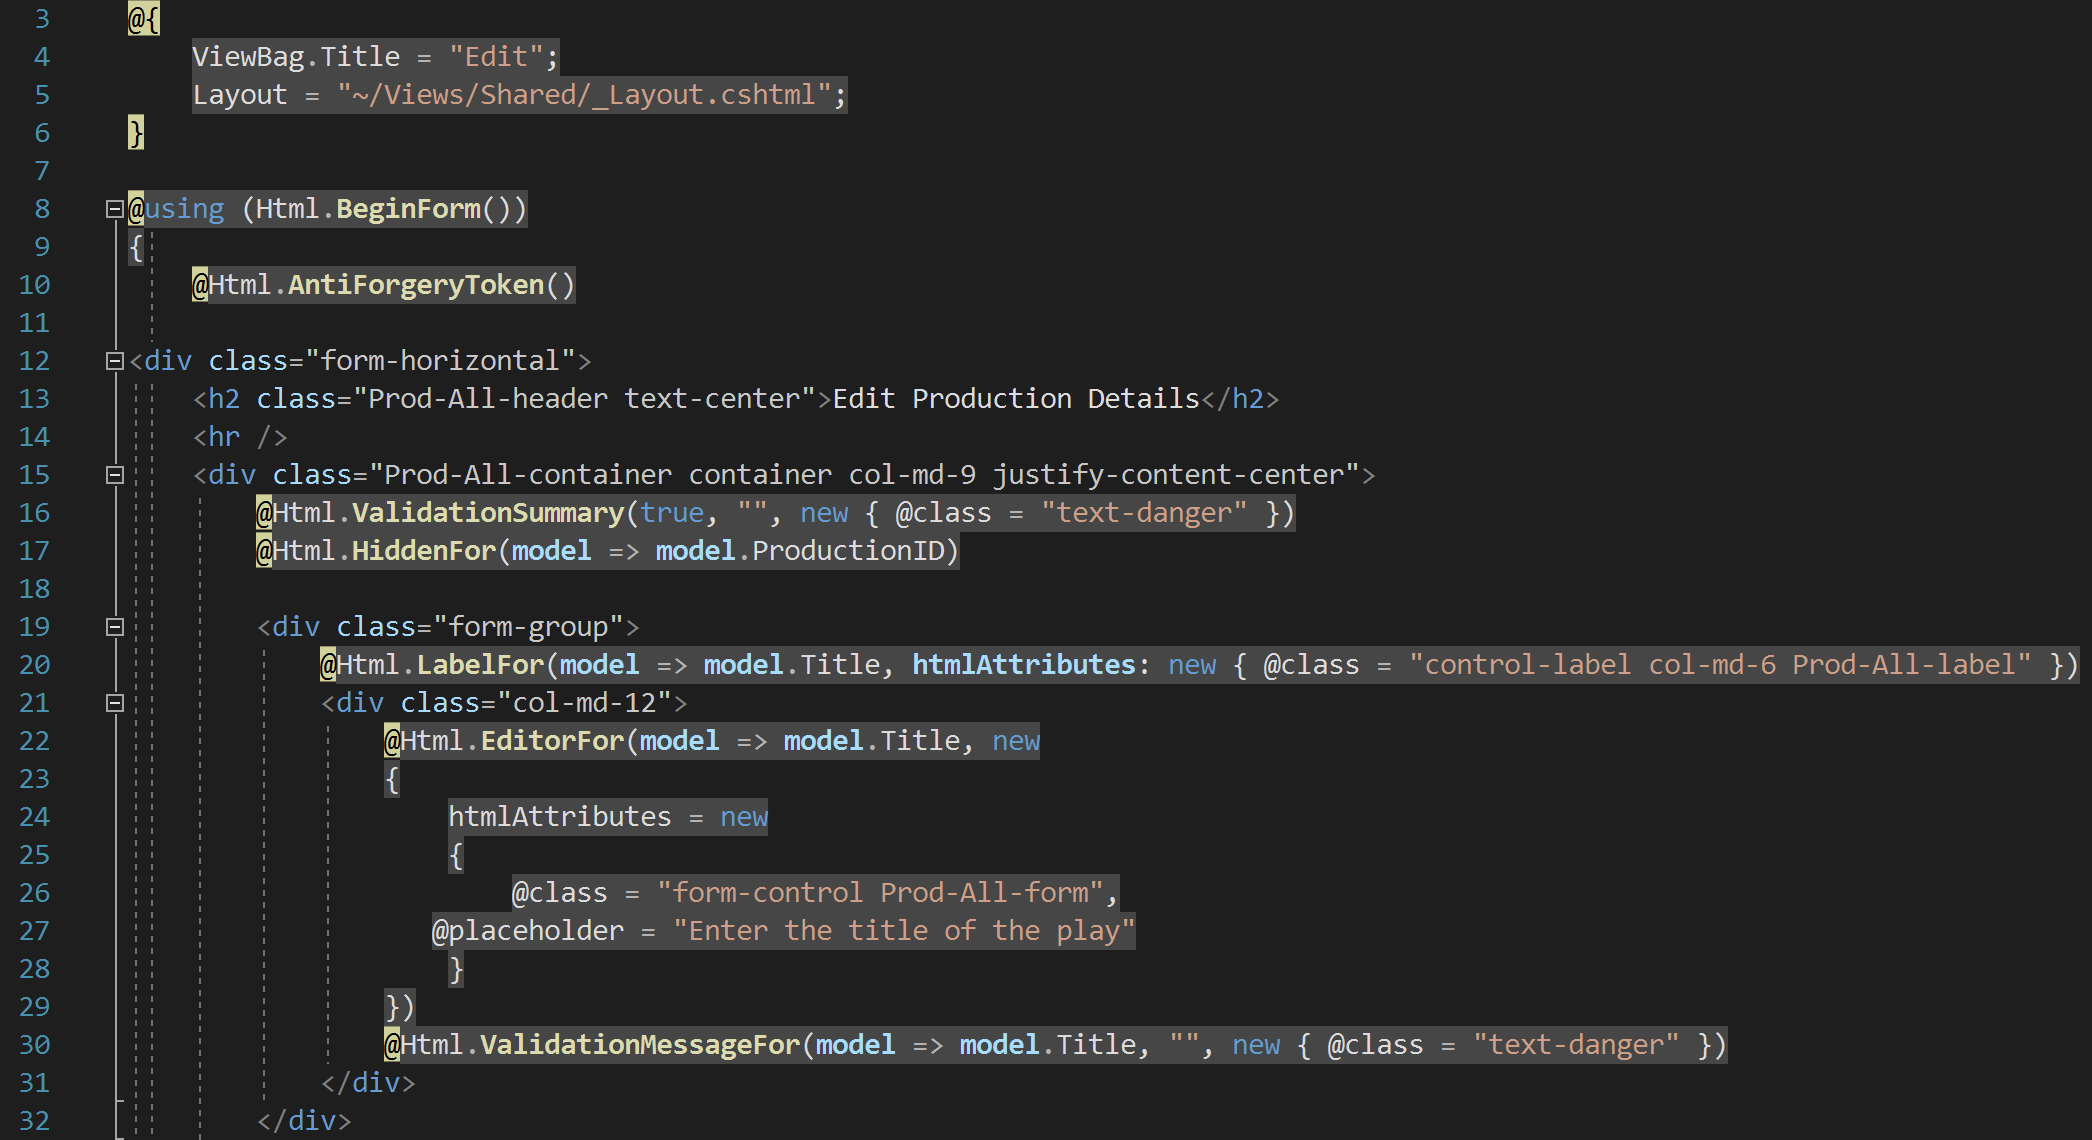 3 @{
4 ViewBag.Title = "Edit";
5 Layout = "~/Views/Shared/_Layout.cshtml";
6 }
7
8 @using (Html.BeginForm())
9 {
10 @Html.AntiForgeryToken()
11
12 <div class="form-horizontal">
13 <h2 class="Prod-All-header text-center">Edit Production Details</h2>
14 <hr />
15 <div class="Prod-All-container container col-md-9 justify-content-center">
16 @Html.ValidationSummary(true, "", new { @class = "text-danger" })
17 @Html.HiddenFor(model => model.ProductionID)
18
19 <div class="form-group">
20 @Html.LabelFor(model => model.Title, htmlAttributes: new { @class = "control-label col-md-6 Prod-All-label" })
21 <div class="col-md-12">
22 @Html.EditorFor(model => model.Title, new
23 {
24 htmlAttributes = new
25 {
26 @class = "form-control Prod-All-form",
27 @placeholder = "Enter the title of the play"
28 }
29 })
30 @Html.ValidationMessageFor(model => model.Title, "", new { @class = "text-danger" })
31 </div>
32 </div>